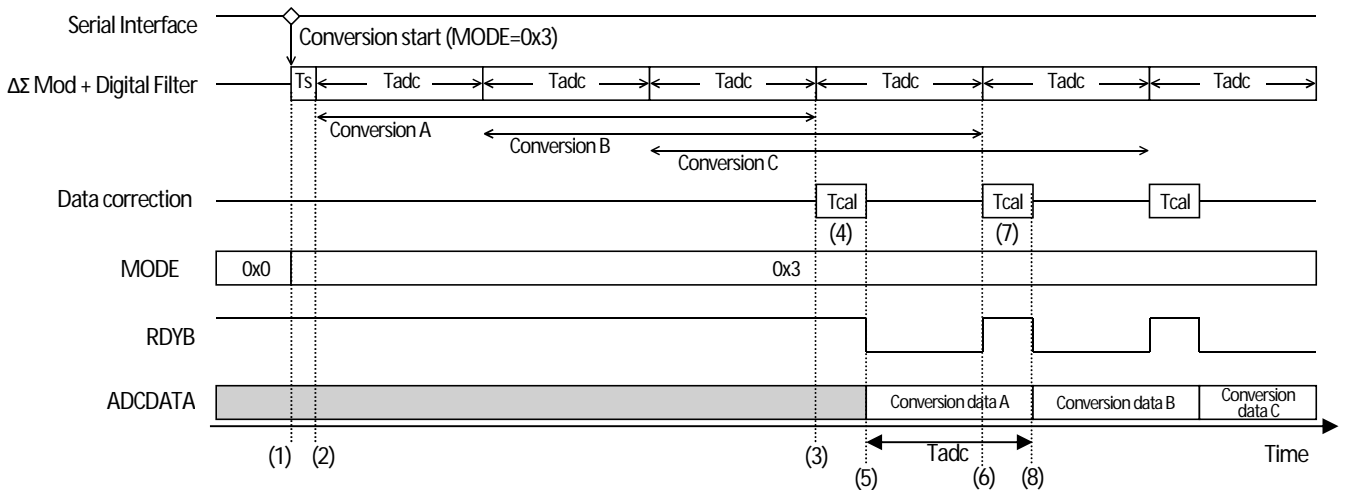 Serial Interface
Conversion start (MODE=0x3)
ΔΣ Mod + Digital Filter
Ts
Tadc
Tadc
Tadc
Tadc
Tadc
Tadc
Conversion A
Conversion B
Conversion C
Data correction
Tcal
Tcal
Tcal
(4)
(7)
MODE
0x0
0x3
RDYB
ADCDATA
Conversion data A
Conversion data B
Conversion
data C
Tadc
Time
(1)
(2)
(3)
(5)
(6)
(8)